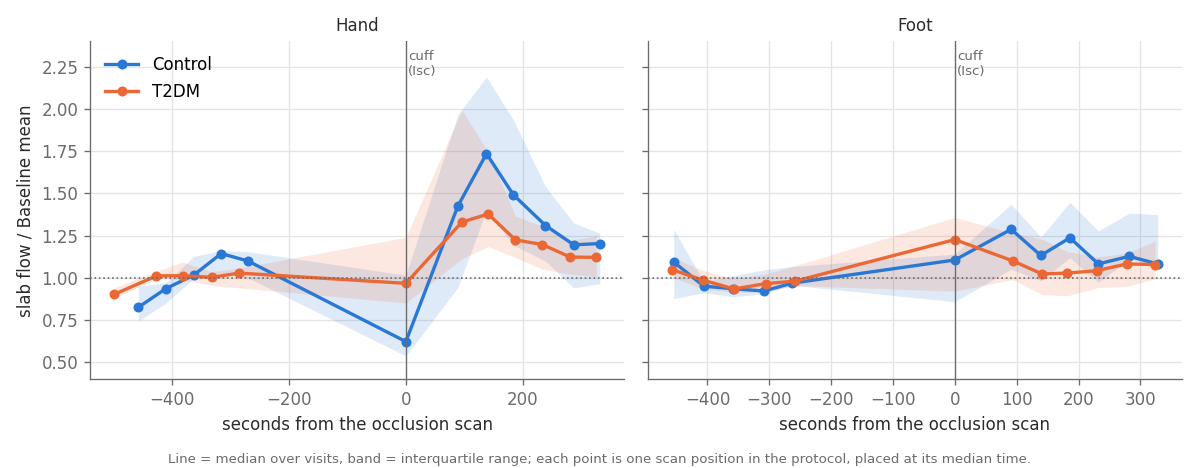 Hand
Foot
cuff
(Isc)
cuff
(Isc)
Control
T2DM
slab flow / Baseline mean
2.25
2.00
1.75
1.50
1.25
1.00
0.75
0.50
−400
−200
0
200
−400
−300
−200
−100
0
100
200
300
seconds from the occlusion scan
seconds from the occlusion scan
Line = median over visits, band = interquartile range; each point is one scan position in the protocol, placed at its median time.